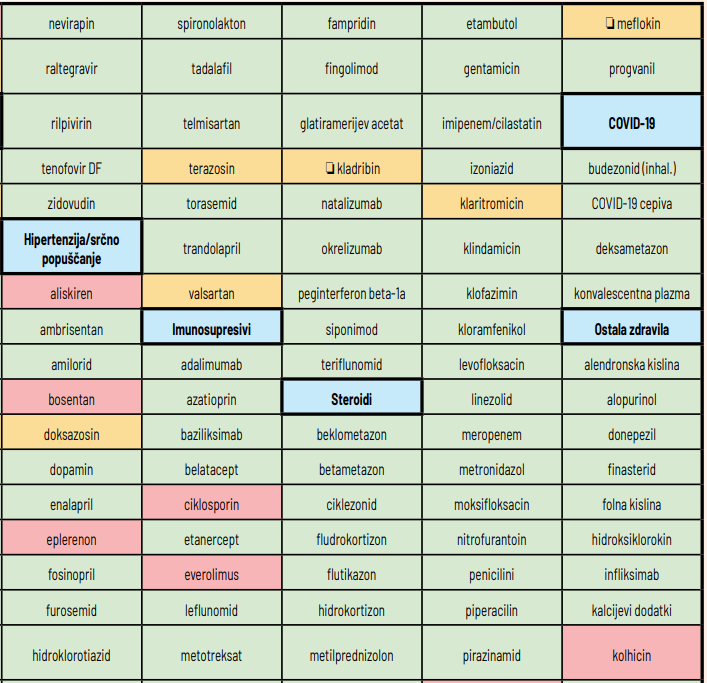 nevirapin
spironolakton
fampridin
etambutol
❏ meflokin
raltegravir
tadalafil
fingolimod
gentamicin
progvanil
rilpivirin
telmisartan
glatiramerijev acetat
imipenem/cilastatin
COVID-19
tenofovir DF
terazosin
❏ kladribin
izoniazid
budezonid (inhal.)
zidovudin
torasemid
natalizumab
klaritromicin
COVID-19 cepiva
Hipertenzija/srčno
popuščanje
trandolapril
okrelizumab
klindamicin
deksametazon
aliskiren
valsartan
peginterferon beta-1a
klofazimin
konvalescentna plazma
ambrisentan
Imunosupresivi
siponimod
kloramfenikol
Ostala zdravila
amilorid
adalimumab
teriflunomid
levofloksacin
alendronska kislina
bosentan
azatioprin
Steroidi
linezolid
alopurinol
doksazosin
baziliksimab
beklometazon
meropenem
donepezil
dopamin
belatacept
betametazon
metronidazol
finasterid
enalapril
ciklosporin
ciklezonid
moksifloksacin
folna kislina
eplerenon
etanercept
fludrokortizon
nitrofurantoin
hidroksiklorokin
fosinopril
everolimus
flutikazon
penicilini
infliksimab
furosemid
leflunomid
hidrokortizon
piperacilin
kalcijevi dodatki
hidroklorotiazid
metotreksat
metilprednizolon
pirazinamid
kolhicin